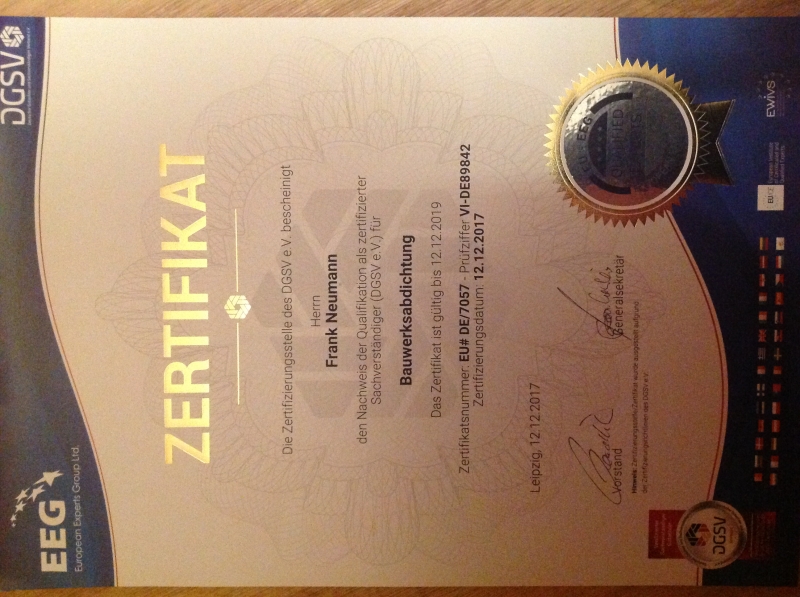 EEG
European Experts Group Ltd.
DGSV
ZERTIFIKAT
Die Zertifizierungsstelle des DGSV e.V. bescheinigt
Herrn
Frank Neumann
den Nachweis der Qualifikation als zertifizierter
Sachverständiger (DGSV e.V.) für
Bauwerksabdichtung
Das Zertifikat ist gültig bis 12.12.2019
Zertifikatsnummer: EU# DE/7057 - Prüfziffer VI-DE89842
Zertifizierungsdatum 12.12.2017
Leipzig, 12.12.2017
Vorstand
Generalsekretär
EEG
DGSV
EWIVS